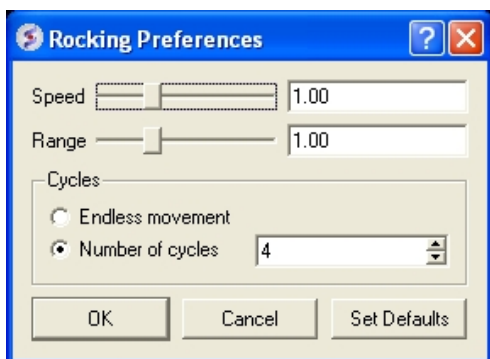 Rocking Preferences
Speed 1.00
Range 1.00
Cycles
Endless movement
Number of cycles 4
OK Cancel Set Defaults